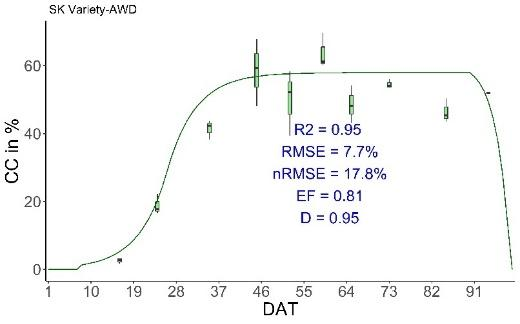 SK Variety-AWD
CC in %
60
40
20
0
R2 = 0.95
RMSE = 7.7%
nRMSE = 17.8%
EF = 0.81
D = 0.95
1 10 19 28 37 46 55 64 73 82 91
DAT